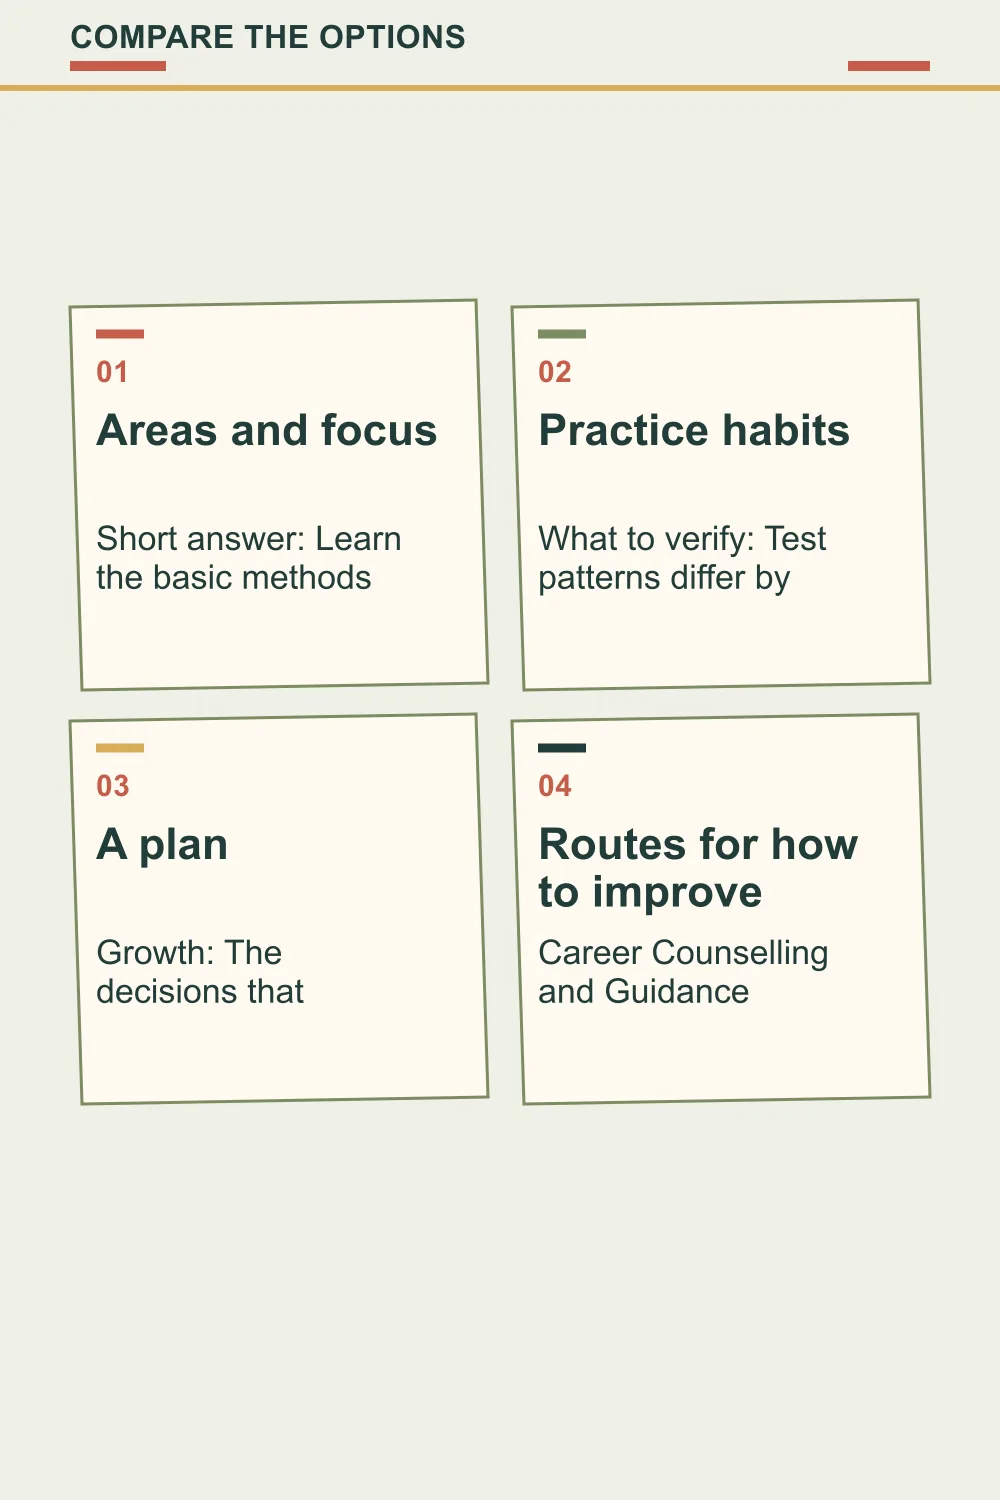 COMPARE THE OPTIONS
01
Areas and focus
Short answer: Learn
the basic methods
02
Practice habits
What to verify: Test
patterns differ by
03
A plan
Growth: The
decisions that
04
Routes for how
to improve
Career Counselling
and Guidance